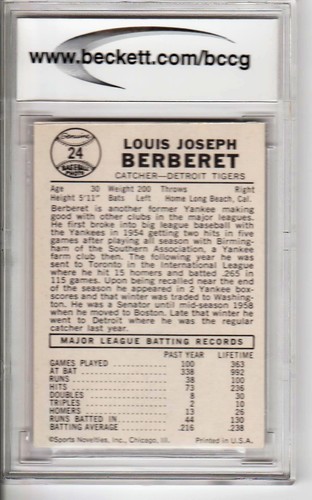 www.beckett.com/bccg
Genuine
24
BASEBALL
PHOTO
LOUIS JOSEPH
BERBERET
CATCHER—DETROIT TIGERS
Age 30 Weight 200 Throws Right
Height 5'11" Bats Left Home Long Beach, Cal.
Berberet is another former Yankee making
good with other clubs in the major leagues.
He first broke into big league baseball with
the Yankees in 1954 getting two hits in five
games after playing all season with Birming-
ham of the Southern Association, a Yankee
farm club then. The following year he was
sent to Toronto in the International League
where he hit 15 homers and batted .265 in
115 games. Upon being recalled near the end
of the season he appeared in 2 Yankee box-
scores and that winter was traded to Washing-
ton. He was a Senator until mid-season 1958
when he moved to Boston. Late that winter he
went to Detroit where he was the regular
catcher last year.
MAJOR LEAGUE BATTING RECORDS
PAST YEAR LIFETIME
GAMES PLAYED 100 363
AT BAT 338 992
RUNS 38 100
HITS 73 236
DOUBLES 8 30
TRIPLES 2 10
HOMERS 13 26
RUNS BATTED IN 44 130
BATTING AVERAGE .216 .238
©Sports Novelties, Inc., Chicago, Ill. Printed in U.S.A.